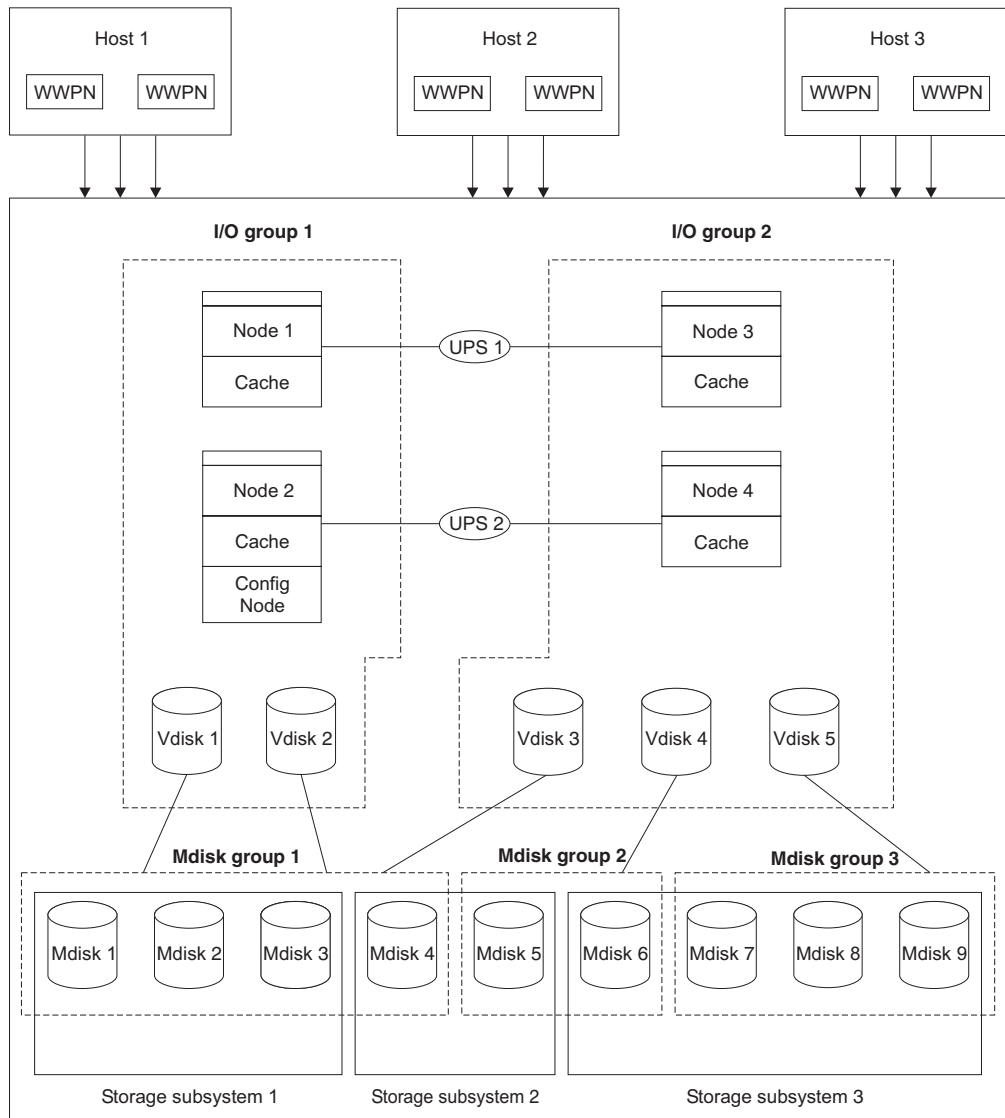 Host 1
WWPN
WWPN
Host 2
WWPN
WWPN
Host 3
WWPN
WWPN
I/O group 1
I/O group 2
Node 1
Cache
UPS 1
Node 3
Cache
Node 2
Cache
Config
Node
UPS 2
Node 4
Cache
Vdisk 1
Vdisk 2
Vdisk 3
Vdisk 4
Vdisk 5
Mdisk group 1
Mdisk group 2
Mdisk group 3
Mdisk 1
Mdisk 2
Mdisk 3
Mdisk 4
Mdisk 5
Mdisk 6
Mdisk 7
Mdisk 8
Mdisk 9
Storage subsystem 1
Storage subsystem 2
Storage subsystem 3